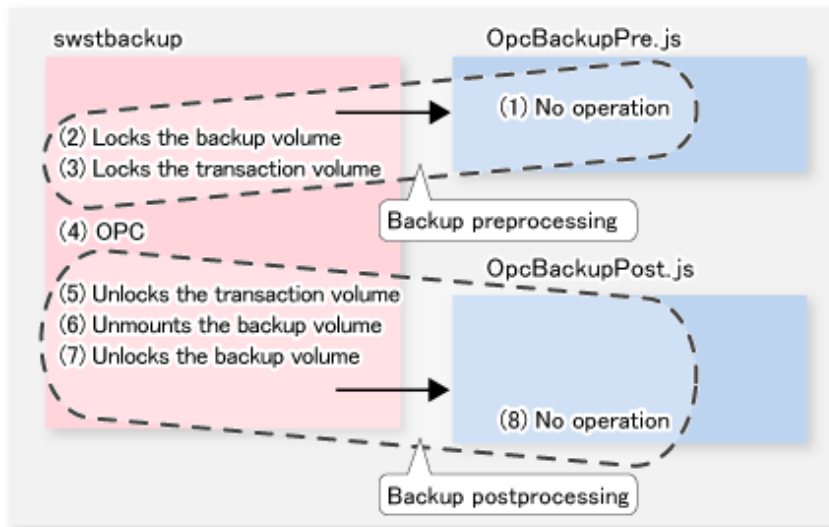 swstbackup
OpcBackupPre.js
(1) No operation
(2) Locks the backup volume
(3) Locks the transaction volume
Backup preprocessing
(4) OPC
OpcBackupPost.js
(5) Unlocks the transaction volume
(6) Unmounts the backup volume
(7) Unlocks the backup volume
(8) No operation
Backup postprocessing